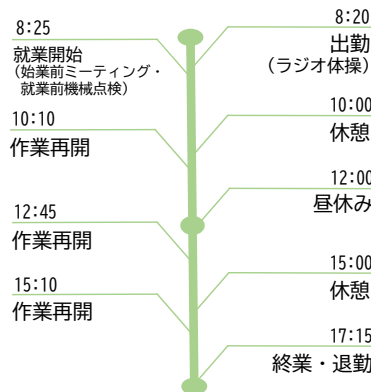 8:20
出勤
（ラジオ体操）
8:25
就業開始
（始業前ミーティング・
就業前機械点検）
10:00
休憩
10:10
作業再開
12:00
昼休み
12:45
作業再開
15:00
休憩
15:10
作業再開
17:15
終業・退勤